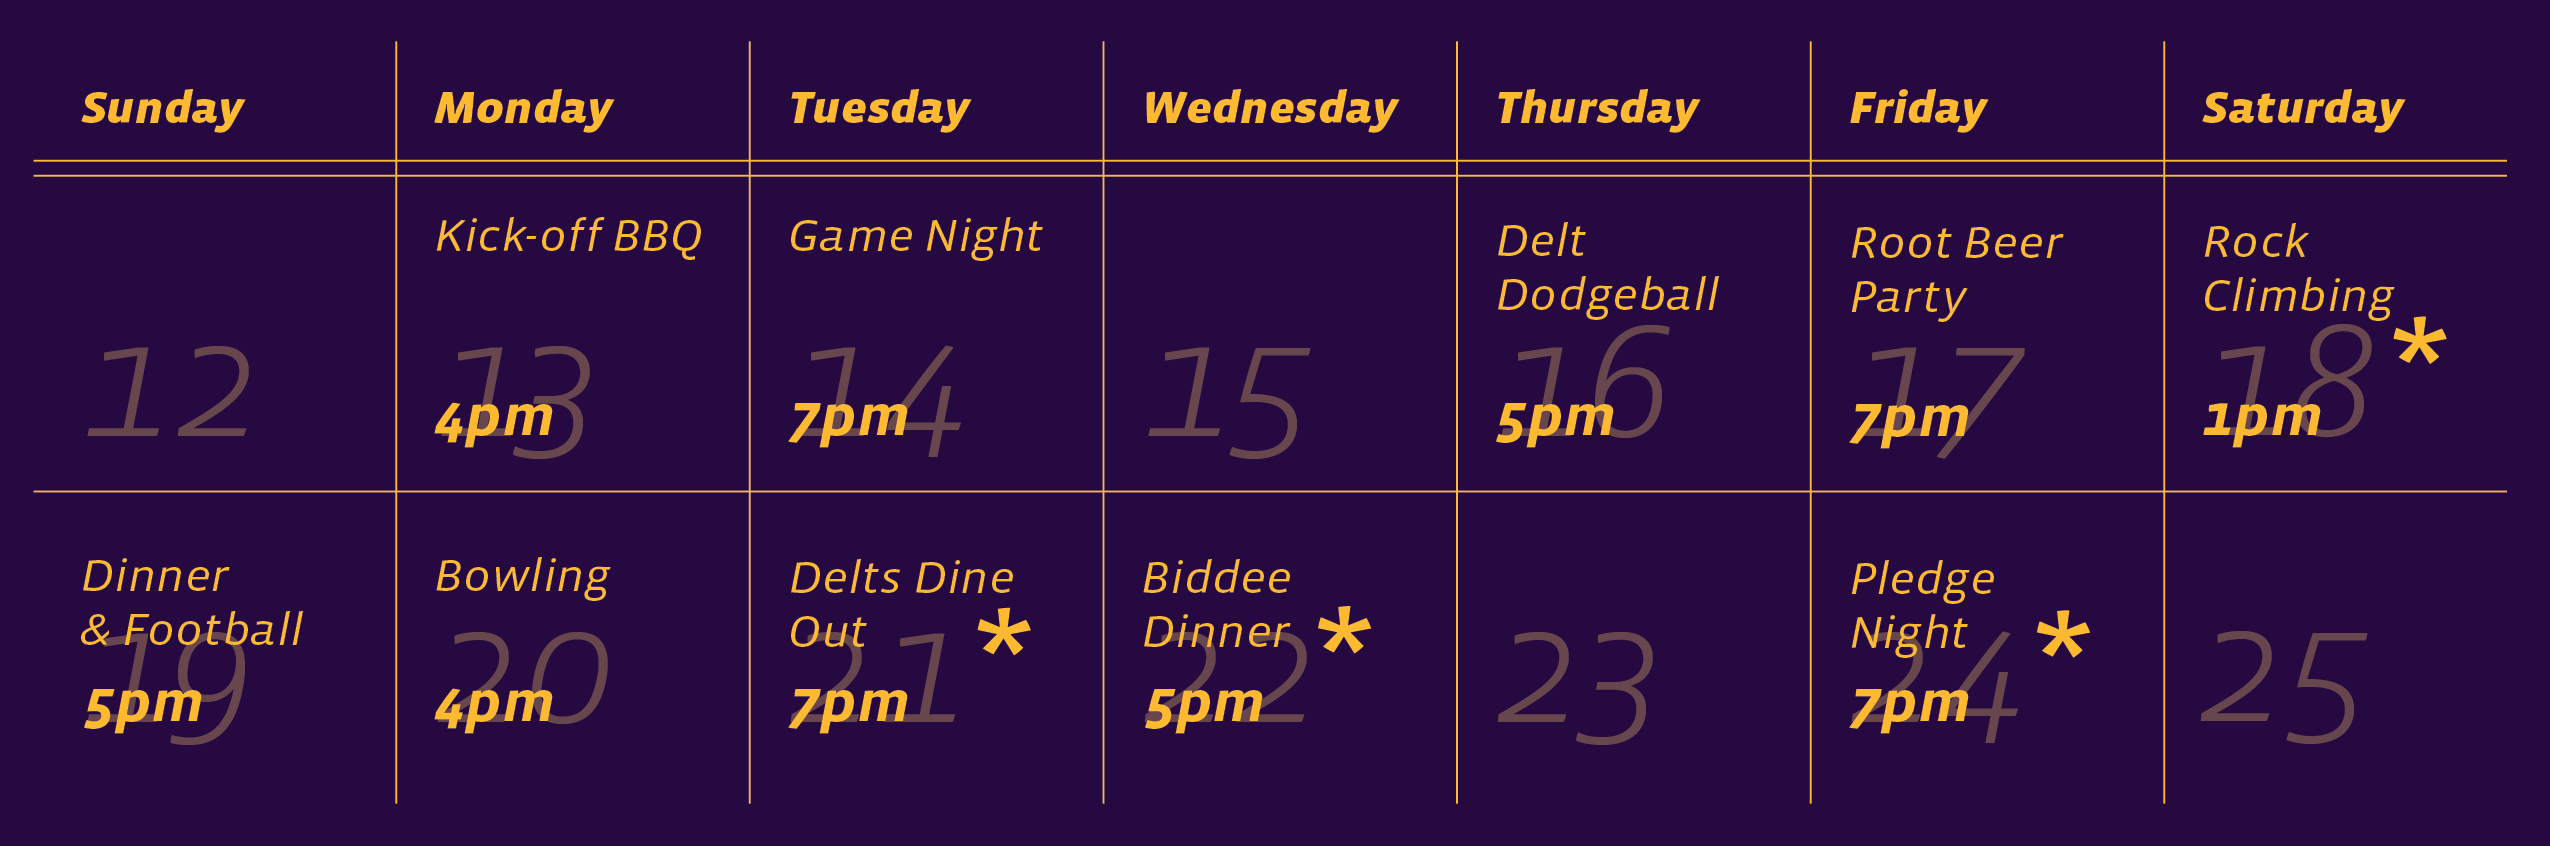 Sunday
Monday
Tuesday
Wednesday
Thursday
Friday
Saturday
12
Kick-off BBQ
13
4pm
Game Night
14
7pm
15
Delt
Dodgeball
16
5pm
Root Beer
Party
17
7pm
Rock
Climbing*
18
1pm
Dinner
& Football
19
5pm
Bowling
20
4pm
Delts Dine
Out *
21
7pm
Biddee
Dinner *
22
5pm
23
Pledge
Night *
24
7pm
25